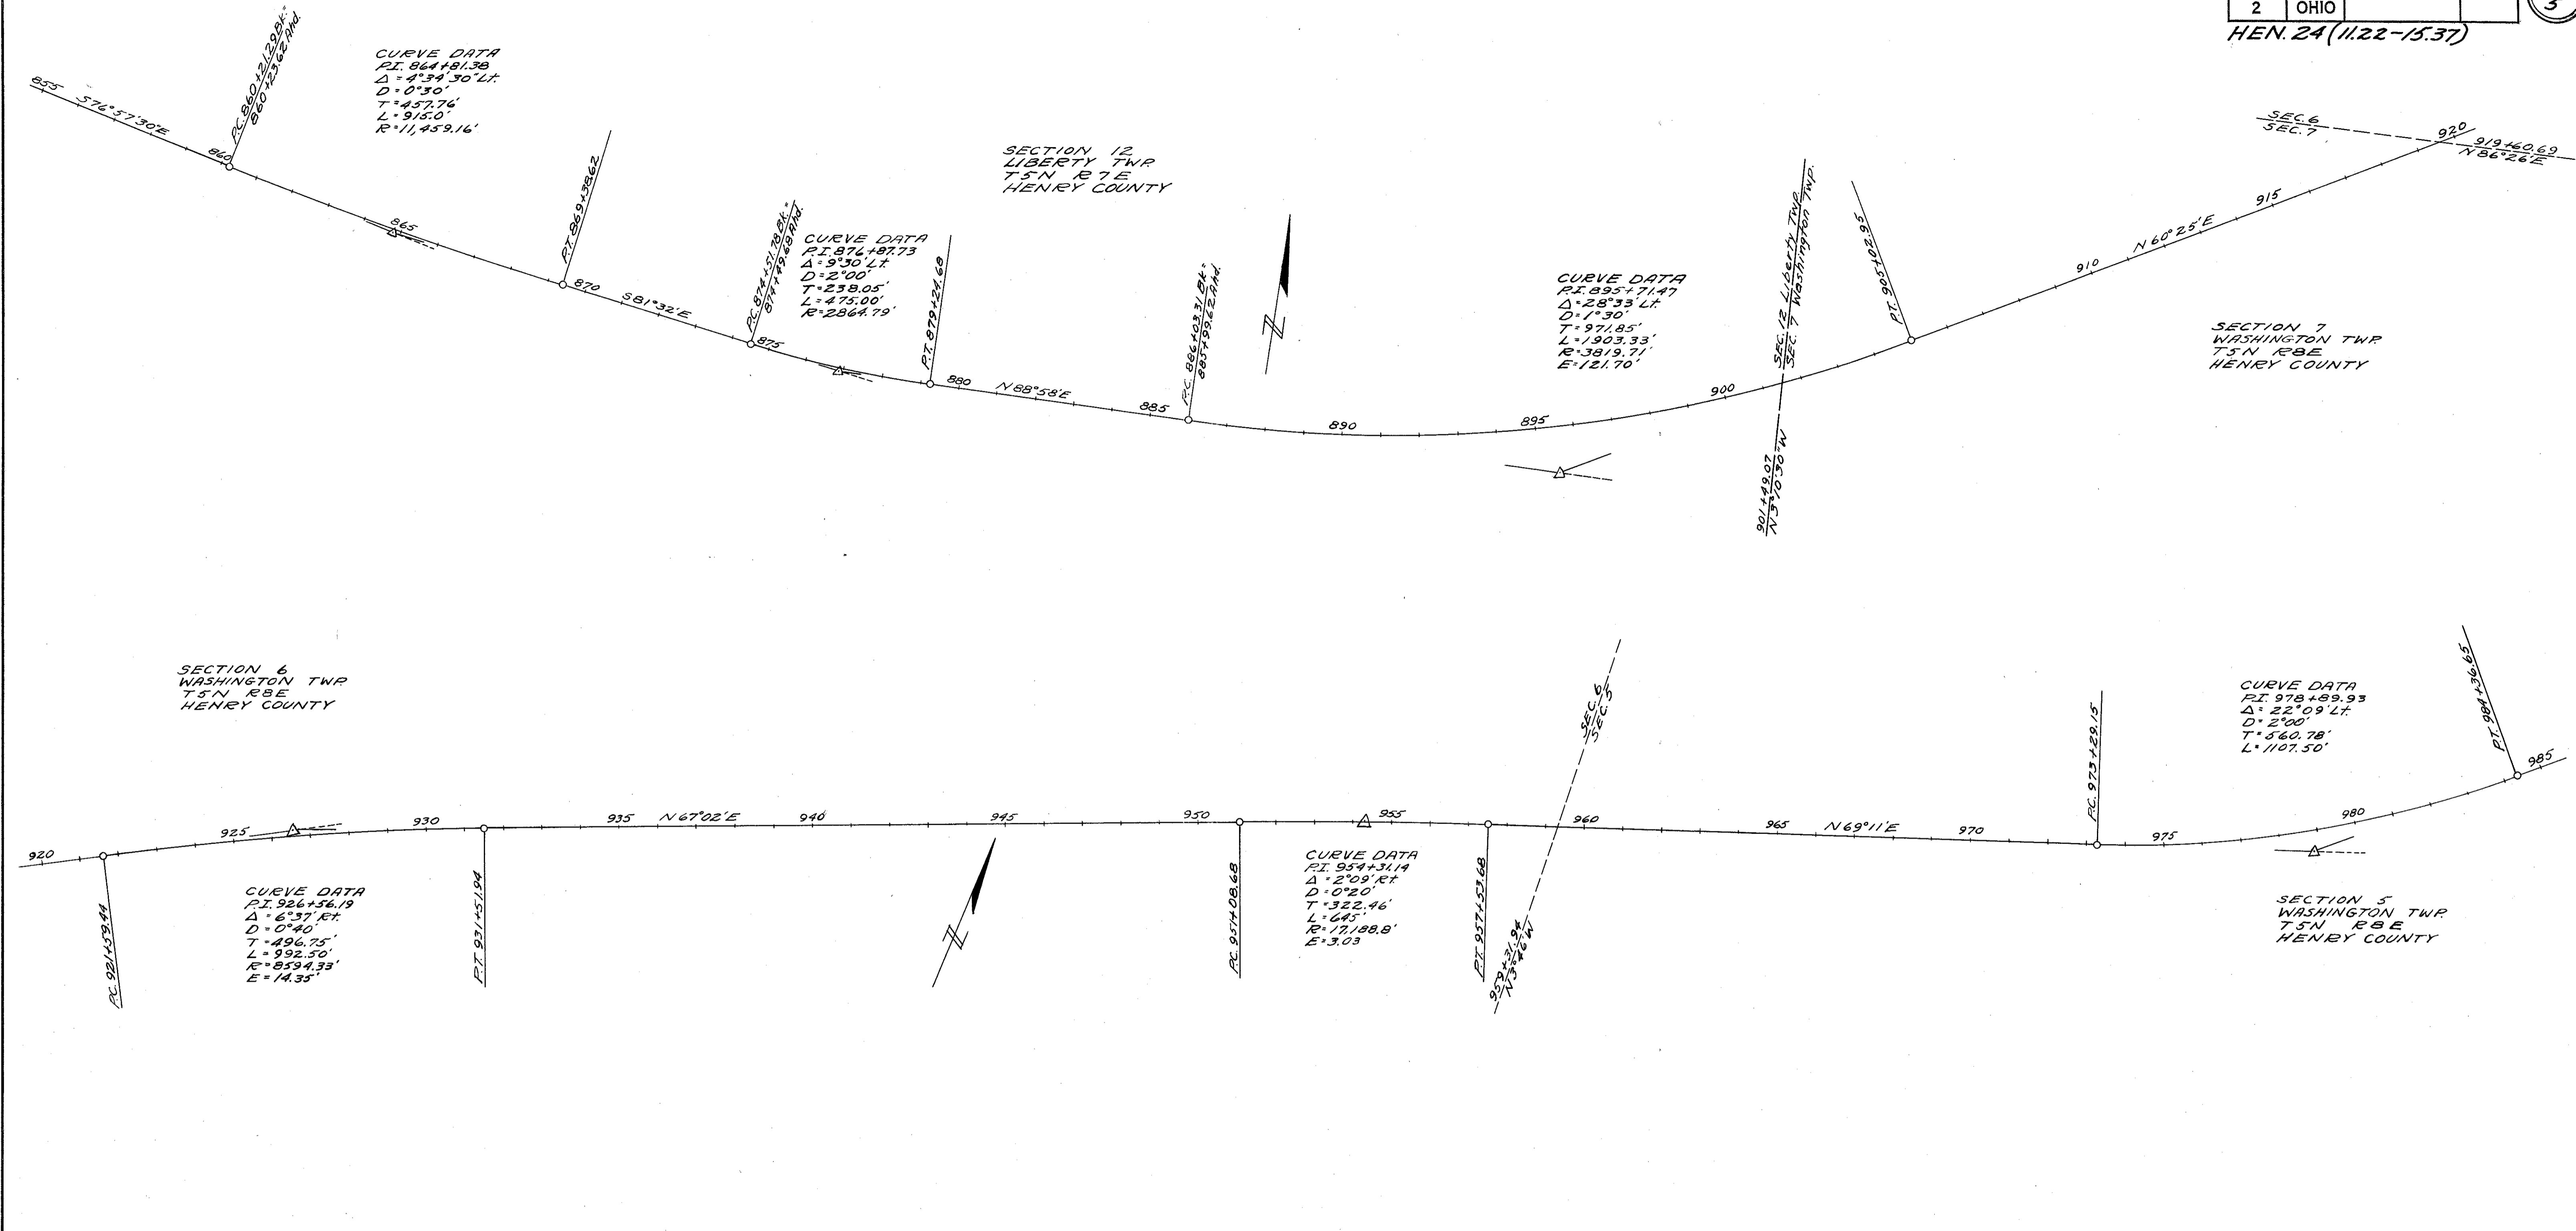 2 OHIO
3
HEN. 24 (11.22-15.37)
855
S76°57'30"E
P.C. 860+21.29 Bk.=
860+23.62 Ahd.
860
CURVE DATA
P.I. 864+81.38
Δ = 4°34'30" Lt.
D = 0°30'
T = 457.76'
L = 915.0'
R = 11,459.16'
865
P.T. 869+38.62
870
S81°32'E
P.C. 874+51.78 Bk.=
874+49.68 Ahd.
875
CURVE DATA
P.I. 876+87.73
Δ = 9°30' Lt.
D = 2°00'
T = 238.05'
L = 475.00'
R = 2864.79'
P.T. 879+24.68
880
N88°58'E
885
SECTION 12
LIBERTY TWP.
T5N R7E
HENRY COUNTY
P.C. 886+03.31 Bk.=
885+99.62 Ahd.
N
890
895
CURVE DATA
P.I. 895+71.47
Δ = 28°33' Lt.
D = 1°30'
T = 971.85'
L = 1903.33'
R = 3819.71'
E = 121.70'
900
SEC. 12 Liberty Twp.
SEC. 7 Washington Twp.
901+49.07
N3°10'30"W
P.T. 905+02.95
910
N60°25'E
915
SEC. 6
SEC. 7
920
919+60.69
N86°26'E
SECTION 7
WASHINGTON TWP.
T5N R8E
HENRY COUNTY
SECTION 6
WASHINGTON TWP.
T5N R8E
HENRY COUNTY
920
P.C. 921+59.44
925
CURVE DATA
P.I. 926+56.19
Δ = 6°37' Rt.
D = 0°40'
T = 496.75'
L = 992.50'
R = 8594.33'
E = 14.35'
930
P.T. 931+51.94
935
N67°02'E
940
945
N
950
P.C. 951+08.68
CURVE DATA
P.I. 954+31.14
Δ = 2°09' Rt.
D = 0°20'
T = 322.46'
L = 645'
R = 17,188.8'
E = 3.03
955
P.T. 957+53.68
SEC. 6
SEC. 5
959+31.94
N3°46'W
960
965
N69°11'E
970
P.C. 973+29.15
975
CURVE DATA
P.I. 978+89.93
Δ = 22°09' Lt.
D = 2°00'
T = 560.78'
L = 1107.50'
980
P.T. 984+36.65
985
SECTION 5
WASHINGTON TWP.
T5N R8E
HENRY COUNTY